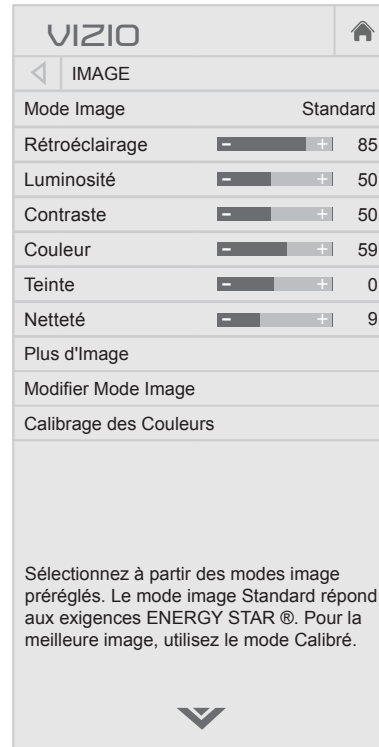 VIZIO
IMAGE
Mode Image Standard
Rétroéclairage - + 85
Luminosité - + 50
Contraste - + 50
Couleur - + 59
Teinte - + 0
Netteté - + 9
Plus d'Image
Modifier Mode Image
Calibrage des Couleurs
Sélectionnez à partir des modes image
préréglés. Le mode image Standard répond
aux exigences ENERGY STAR ®. Pour la
meilleure image, utilisez le mode Calibré.